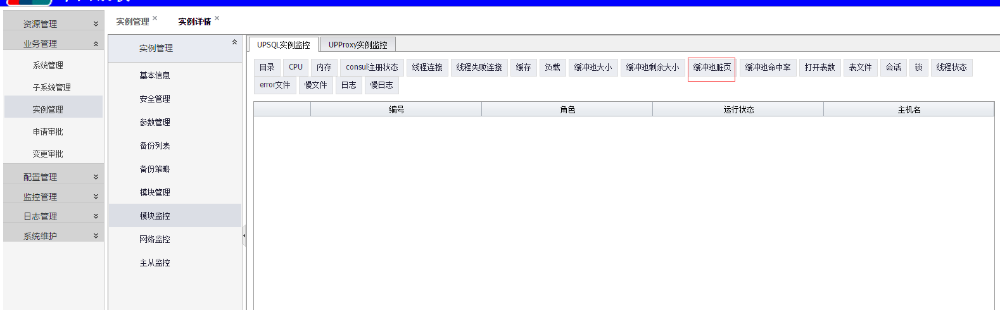 实例管理 实例详情
资源管理
业务管理
系统管理
子系统管理
实例管理
申请审批
变更审批
配置管理
监控管理
日志管理
系统维护
实例管理
基本信息
安全管理
参数管理
备份列表
备份策略
模块管理
模块监控
网络监控
主从监控
UPSQL实例监控 UPProxy实例监控
目录 CPU 内存 consul注册状态 线程连接 线程失败连接 缓存 负载 缓冲池大小 缓冲池剩余大小 缓冲池脏页 缓冲池命中率 打开表数 表文件 会话 锁 线程状态
error文件 慢文件 日志 慢日志
编号 角色 运行状态 主机名